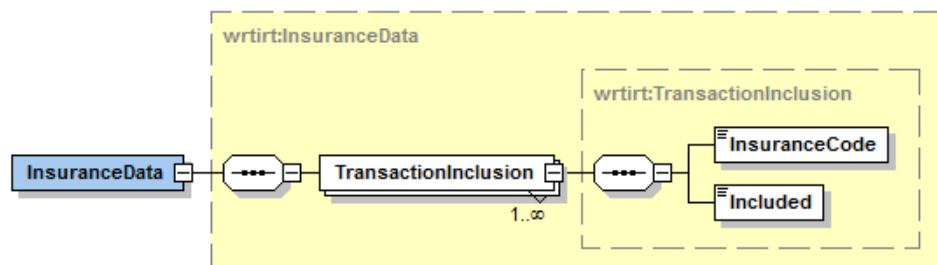 wrtirt:InsuranceData
wrtirt:TransactionInclusion
InsuranceCode
InsuranceData
TransactionInclusion
Included
1..∞